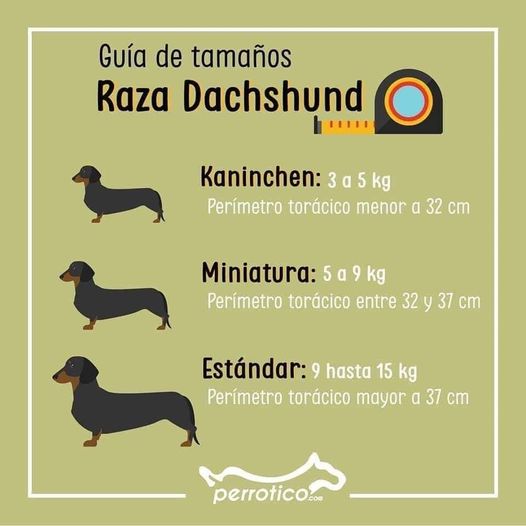 Guía de tamaños
Raza Dachshund
Kaninchen: 3 a 5 kg
Perímetro torácico menor a 32 cm
Miniatura: 5 a 9 kg
Perímetro torácico entre 32 y 37 cm
Estándar: 9 hasta 15 kg
Perímetro torácico mayor a 37 cm
perrotico.com